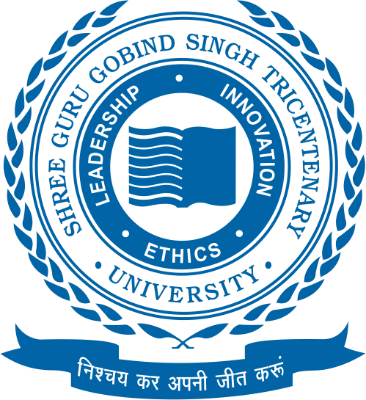 SHREE GURU GOBIND SINGH TRICENTENARY
• UNIVERSITY •
LEADERSHIP • INNOVATION
• ETHICS •
निश्चय कर अपनी जीत करूं